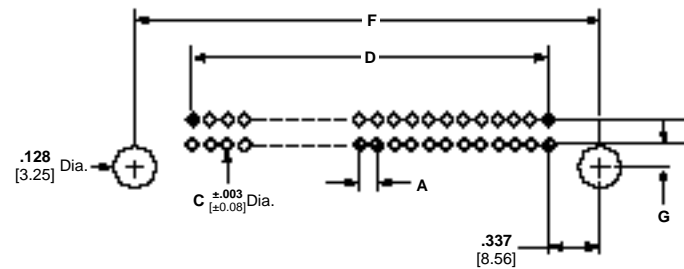 F
D
.128
[3.25] Dia.
C ±.003 [±0.08] Dia.
A
G
.337
[8.56]